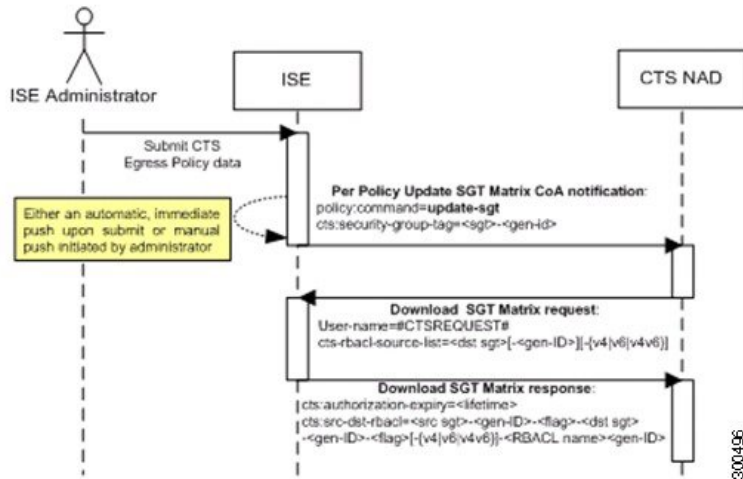 ISE Administrator
ISE
CTS NAD
Submit CTS
Egress Policy data
Either an automatic, immediate
push upon submit or manual
push initiated by administrator
Per Policy Update SGT Matrix CoA notification:
policy:command=update-sgt
cts:security-group-tag=<sgt>-<gen-id>
Download SGT Matrix request:
User-name=#CTSREQUEST#
cts-rbacl-source-list=<dst sgt>[-<gen-ID>][-{v4|v6|v4v6}]
Download SGT Matrix response:
cts:authorization-expiry=<lifetime>
cts:src-dst-rbacl=<src sgt>-<gen-ID>-<flag>-<dst sgt>
-<gen-ID>-<flag>[-{v4|v6|v4v6}]-<RBACL name><gen-ID>
300496